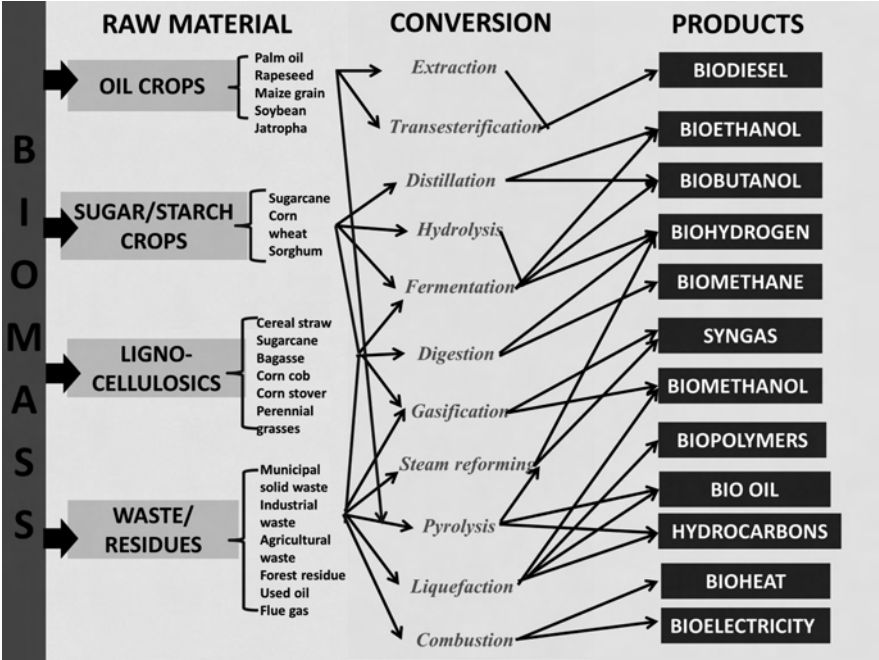 RAW MATERIAL
CONVERSION
PRODUCTS
BIOMASS
OIL CROPS
Palm oil
Rapeseed
Maize grain
Soybean
Jatropha
SUGAR/STARCH
CROPS
Sugarcane
Corn
wheat
Sorghum
LIGNO-
CELLULOSICS
Cereal straw
Sugarcane
Bagasse
Corn cob
Corn stover
Perennial
grasses
WASTE/
RESIDUES
Municipal
solid waste
Industrial
waste
Agricultural
waste
Forest residue
Used oil
Flue gas
Extraction
Transesterification
Distillation
Hydrolysis
Fermentation
Digestion
Gasification
Steam reforming
Pyrolysis
Liquefaction
Combustion
BIODIESEL
BIOETHANOL
BIOBUTANOL
BIOHYDROGEN
BIOMETHANE
SYNGAS
BIOMETHANOL
BIOPOLYMERS
BIO OIL
HYDROCARBONS
BIOHEAT
BIOELECTRICITY